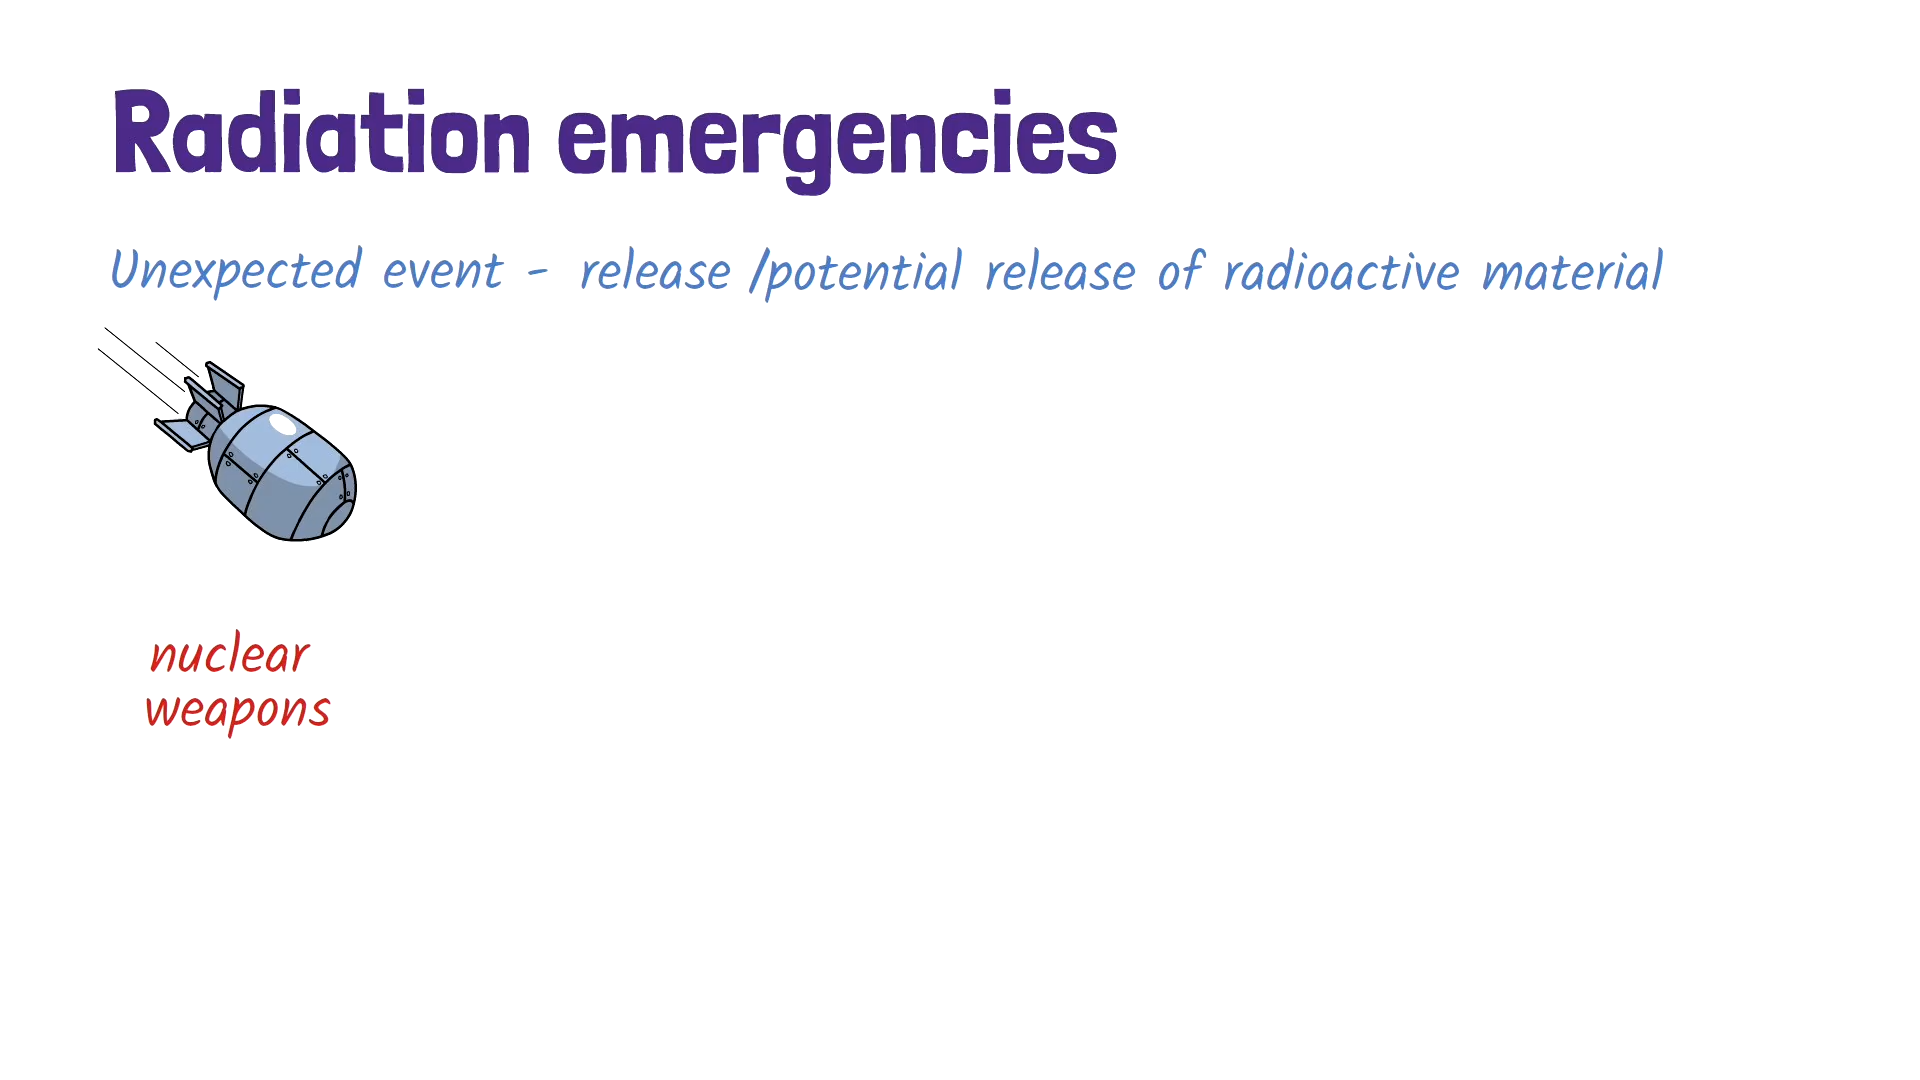 Radiation emergencies
Unexpected event - release /potential release of radioactive material
nuclear
weapons